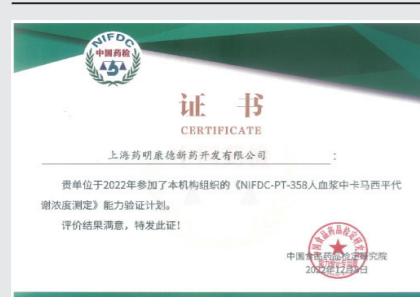 NIFDC
中国药检
证书
CERTIFICATE
上海药明康德新药开发有限公司：
贵单位于2022年参加了本机构组织的《NIFDC-PT-358人血浆中卡马西平代
谢浓度测定》能力验证计划。
评价结果满意，特发此证！
中国食品药品检定研究院
2022年12月8日